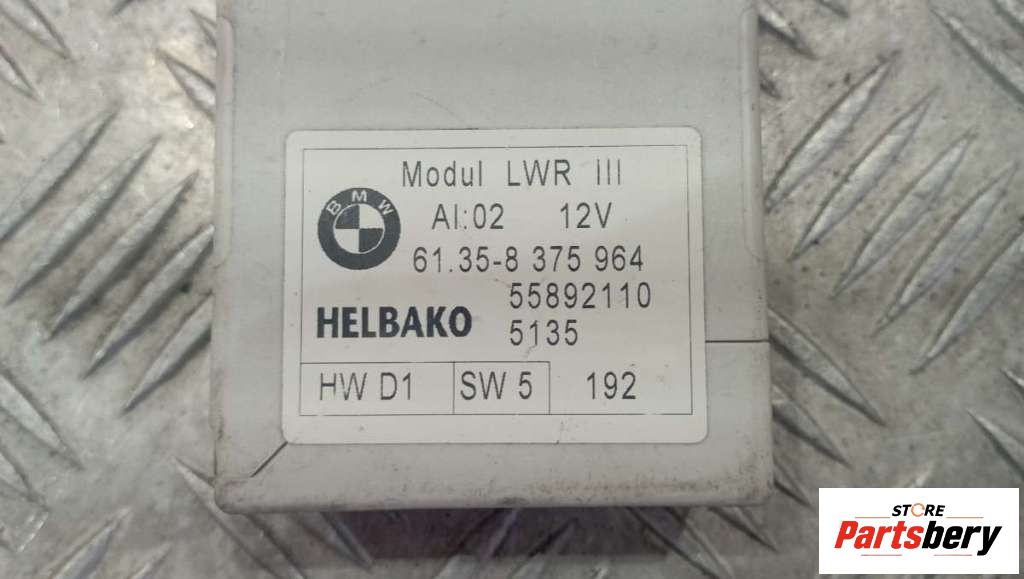 Modul LWR III
BMW
AI:02 12V
61.35-8 375 964
55892110
HELBAKO
5135
HW D1 SW 5 192
STORE
Partsbery